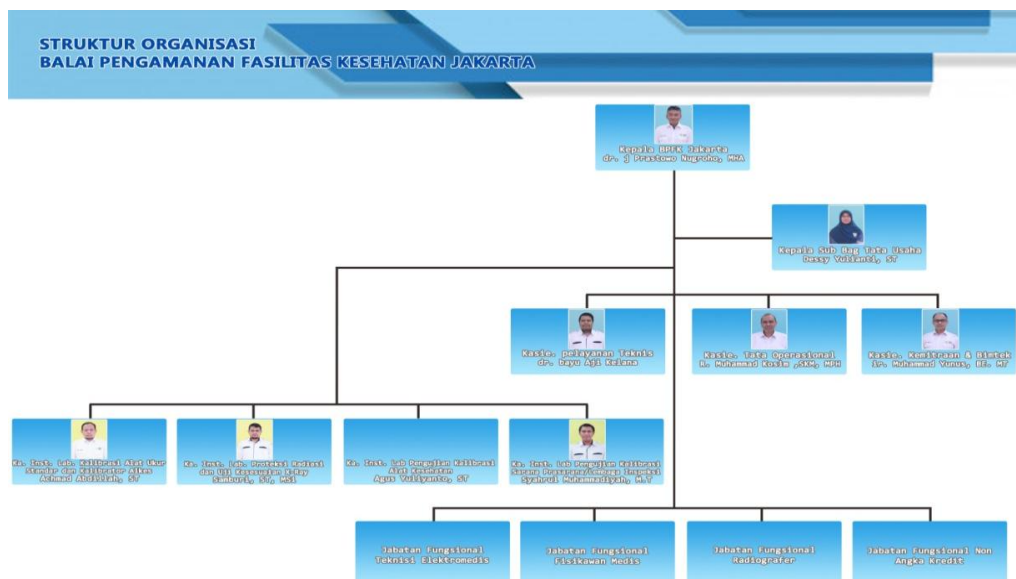 STRUKTUR ORGANISASI
BALAI PENGAMANAN FASILITAS KESEHATAN JAKARTA
Kepala BPFK Jakarta
dr. j Prastowo Nugroho, MHA
Kepala Sub Bag Tata Usaha
Dessy Yulianti, ST
Kasie. pelayanan Teknis
dr. bayu Aji Kelana
Kasie. Tata Operasional
R. Muhammad Kosim ,SKM, MPH
Kasie. Kemitraan & Bimtek
ir. Muhammad Yunus, BE. MT
Ka. Inst. Lab. Kalibrasi Alat Ukur
Standar dan Kalibrator Alkes
Achmad Abdillah, ST
Ka. Inst. Lab. Proteksi Radiasi
dan Uji Kesesuaian X-Ray
Samburi, ST, MSi
Ka. Inst. Lab Pengujian Kalibrasi
Alat Kesehatan
Agus Yuliyanto, ST
Ka. Inst. Lab Pengujian Kalibrasi
Sarana Prasarana/Lembaga Inspeksi
Syahrul Muhammadiyah, M.T
Jabatan Fungsional
Teknisi Elektromedis
Jabatan Fungsional
Fisikawan Medis
Jabatan Fungsional
Radiografer
Jabatan Fungsional Non
Angka Kredit